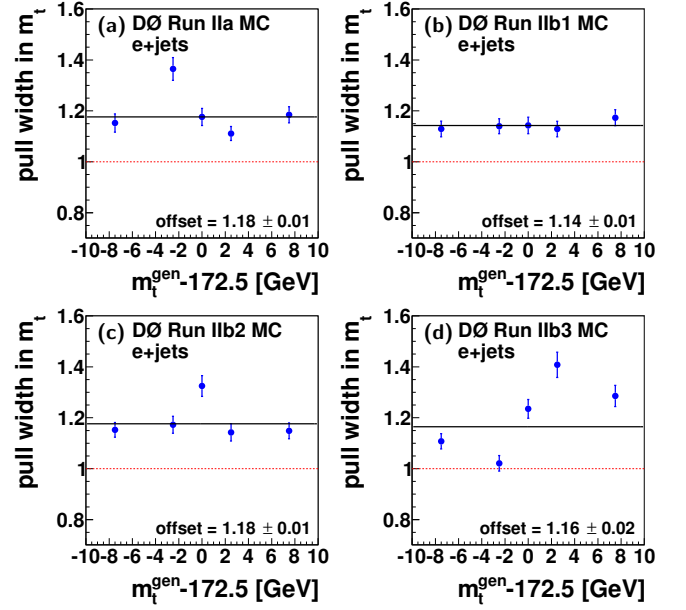 pull width in m_t
1.6
1.4
1.2
1
0.8
(a) DØ Run IIa MC
e+jets
offset = 1.18 ± 0.01
-10 -8 -6 -4 -2 0 2 4 6 8 10
m_t^gen-172.5 [GeV]
pull width in m_t
1.6
1.4
1.2
1
0.8
(b) DØ Run IIb1 MC
e+jets
offset = 1.14 ± 0.01
-10 -8 -6 -4 -2 0 2 4 6 8 10
m_t^gen-172.5 [GeV]
pull width in m_t
1.6
1.4
1.2
1
0.8
(c) DØ Run IIb2 MC
e+jets
offset = 1.18 ± 0.01
-10 -8 -6 -4 -2 0 2 4 6 8 10
m_t^gen-172.5 [GeV]
pull width in m_t
1.6
1.4
1.2
1
0.8
(d) DØ Run IIb3 MC
e+jets
offset = 1.16 ± 0.02
-10 -8 -6 -4 -2 0 2 4 6 8 10
m_t^gen-172.5 [GeV]